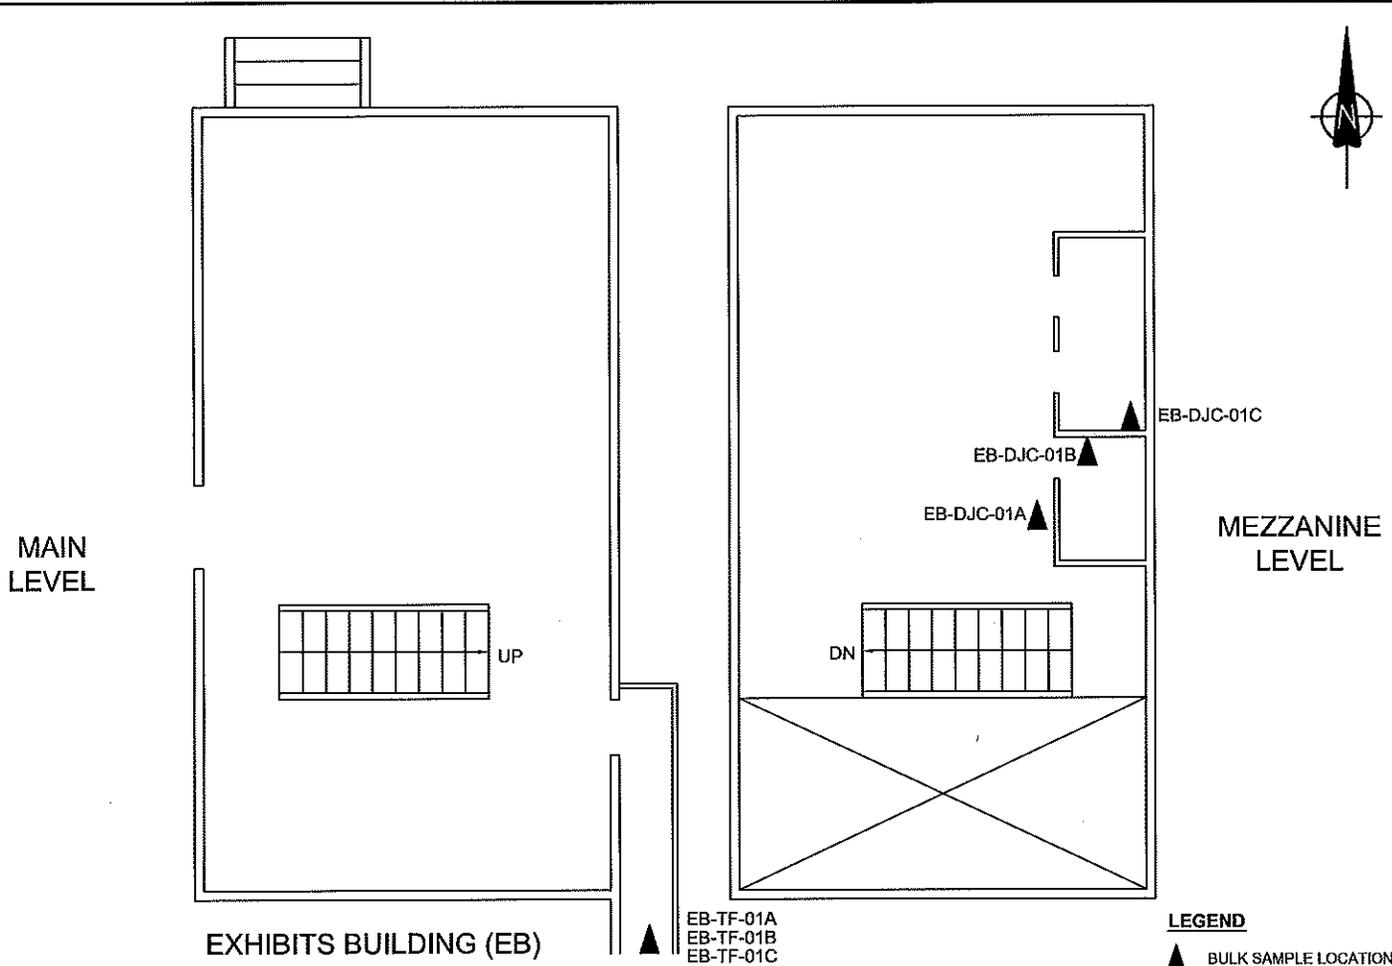 N
EB-DJC-01C
EB-DJC-01B
EB-DJC-01A
MAIN
LEVEL
MEZZANINE
LEVEL
UP
DN
EB-TF-01A
EB-TF-01B
EB-TF-01C
EXHIBITS BUILDING (EB)
LEGEND
BULK SAMPLE LOCATION